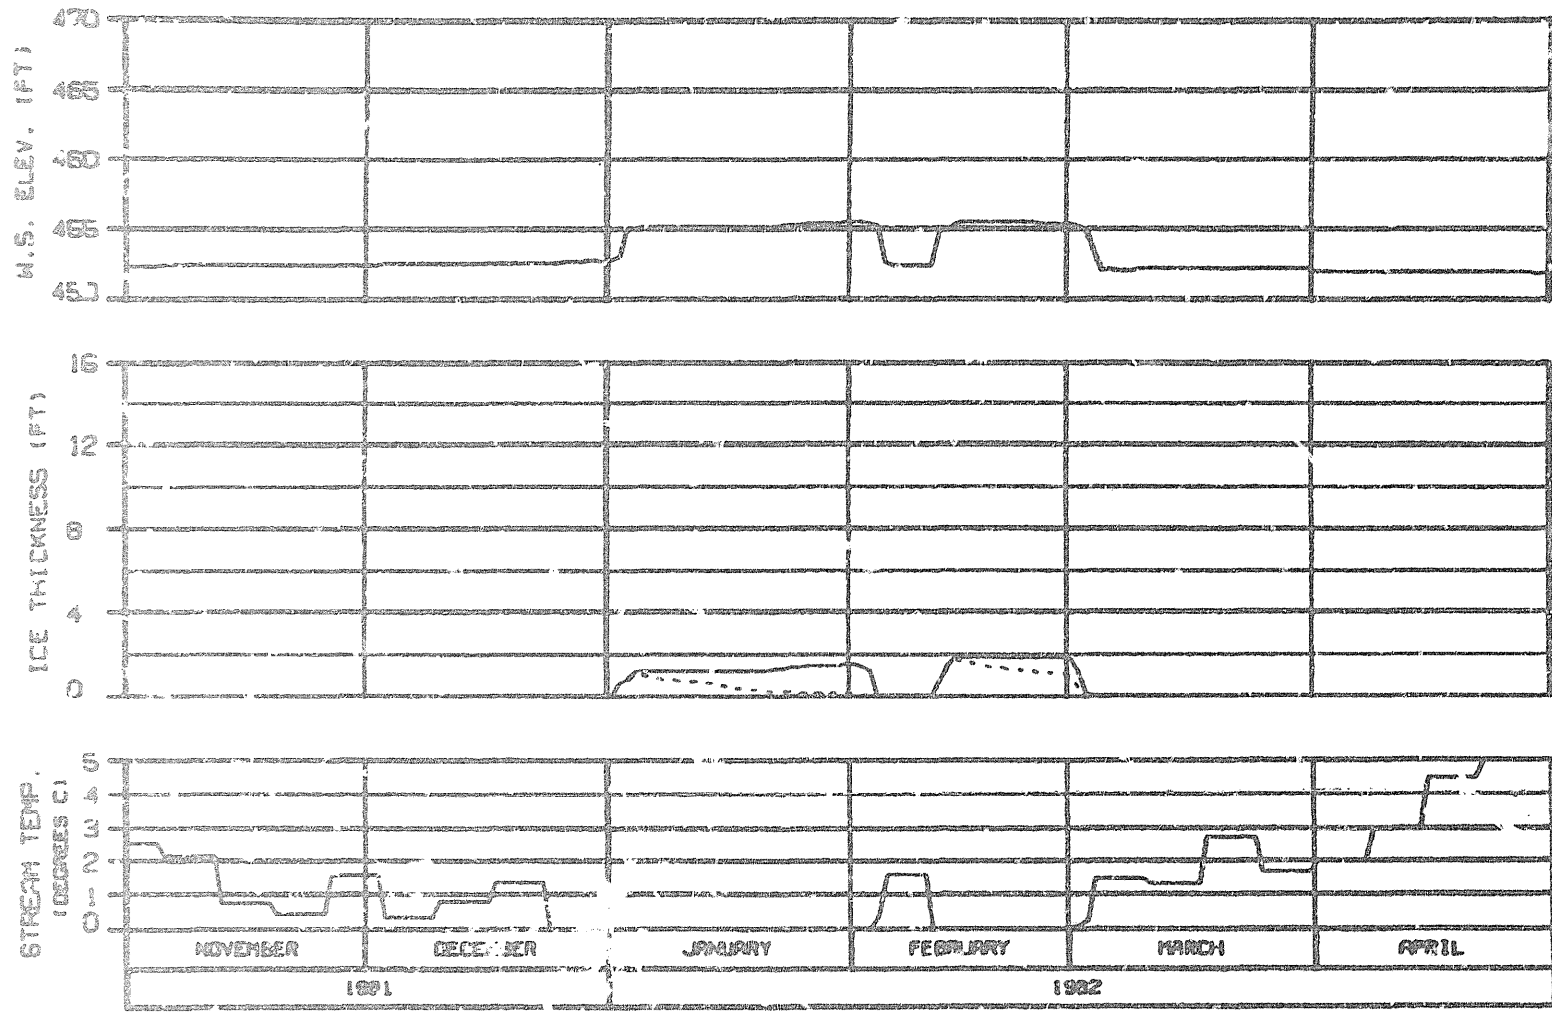 W.S. ELEV. (FT)
470
465
460
455
450
ICE THICKNESS (FT)
16
12
8
4
0
STREAM TEMP.
(DEGREES C)
5
4
3
2
1
0
NOVEMBER
JANUARY
FEBRUARY
MARCH
APRIL
1981
1982